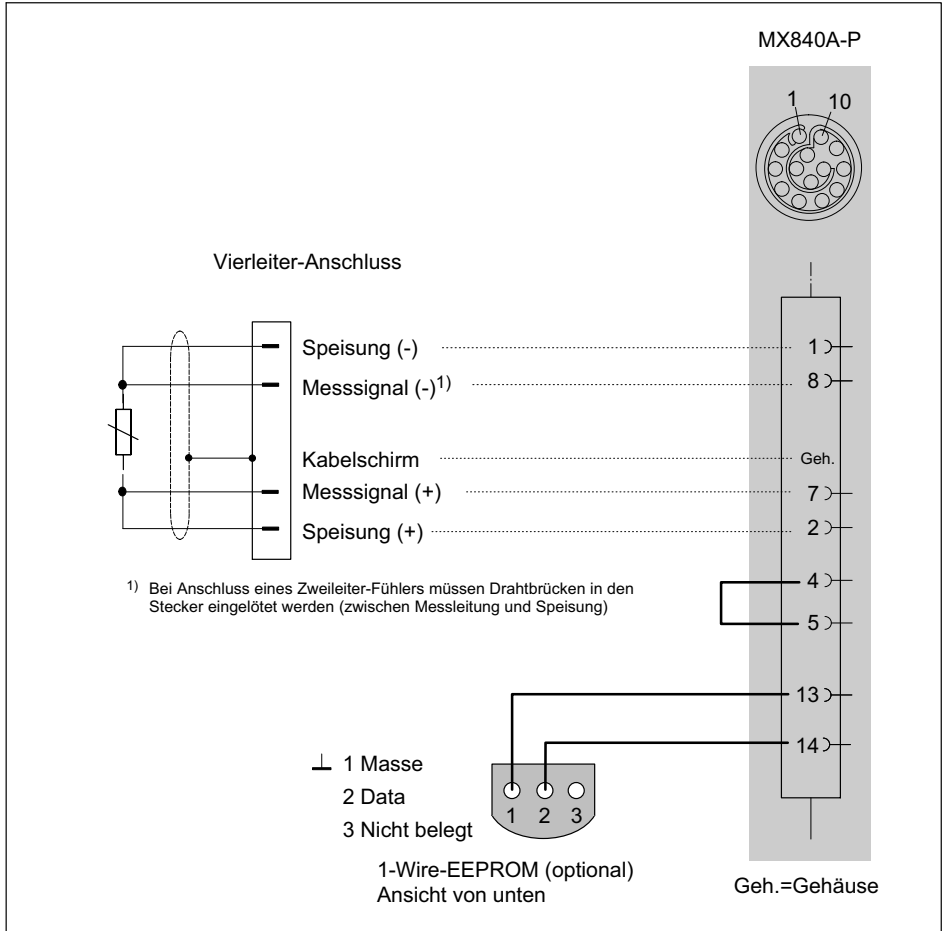 MX840A-P
1 10
Vierleiter-Anschluss
Speisung (-) 1
Messsignal (-)1) 8
Kabelschirm Geh.
Messsignal (+) 7
Speisung (+) 2
1) Bei Anschluss eines Zweileiter-Fühlers müssen Drahtbrücken in den
Stecker eingelötet werden (zwischen Messleitung und Speisung)
4
5
13
14
⊥ 1 Masse
2 Data
3 Nicht belegt
1 2 3
1-Wire-EEPROM (optional)
Ansicht von unten
Geh.=Gehäuse